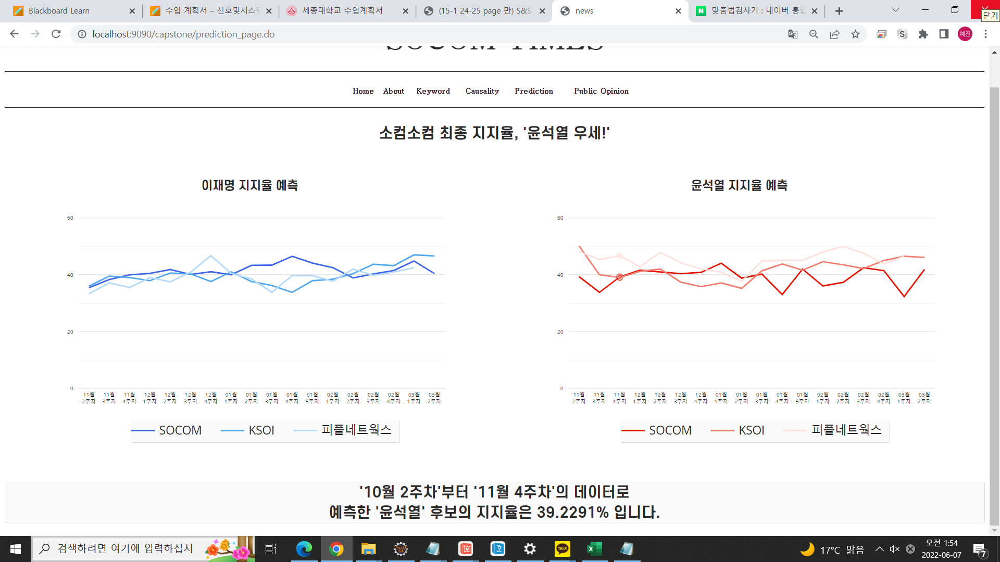 Blackboard Learn
수업 계획서 – 신호및시스템
세종대학교 수업계획서
(15-1 24-25 page 만) S&S
news
맞춤법검사기 : 네이버 통합
닫기
localhost:9090/capstone/prediction_page.do
예진
SOCOM TIMES
Home About Keyword Causality Prediction Public Opinion
소컴소컴 최종 지지율, '윤석열 우세!'
이재명 지지율 예측
60
40
20
0
11월 2주차
11월 3주차
11월 4주차
12월 1주차
12월 2주차
12월 3주차
12월 4주차
01월 1주차
01월 2주차
01월 3주차
01월 4주차
01월 5주차
02월 1주차
02월 2주차
02월 3주차
02월 4주차
03월 1주차
03월 2주차
SOCOM KSOI 피플네트웍스
윤석열 지지율 예측
60
40
20
0
11월 2주차
11월 3주차
11월 4주차
12월 1주차
12월 2주차
12월 3주차
12월 4주차
01월 1주차
01월 2주차
01월 3주차
01월 4주차
01월 5주차
02월 1주차
02월 2주차
02월 3주차
02월 4주차
03월 1주차
03월 2주차
SOCOM KSOI 피플네트웍스
'10월 2주차'부터 '11월 4주차'의 데이터로
예측한 '윤석열' 후보의 지지율은 39.2291% 입니다.
검색하려면 여기에 입력하십시
TALK
17°C 맑음
오전 1:54
2022-06-07
7